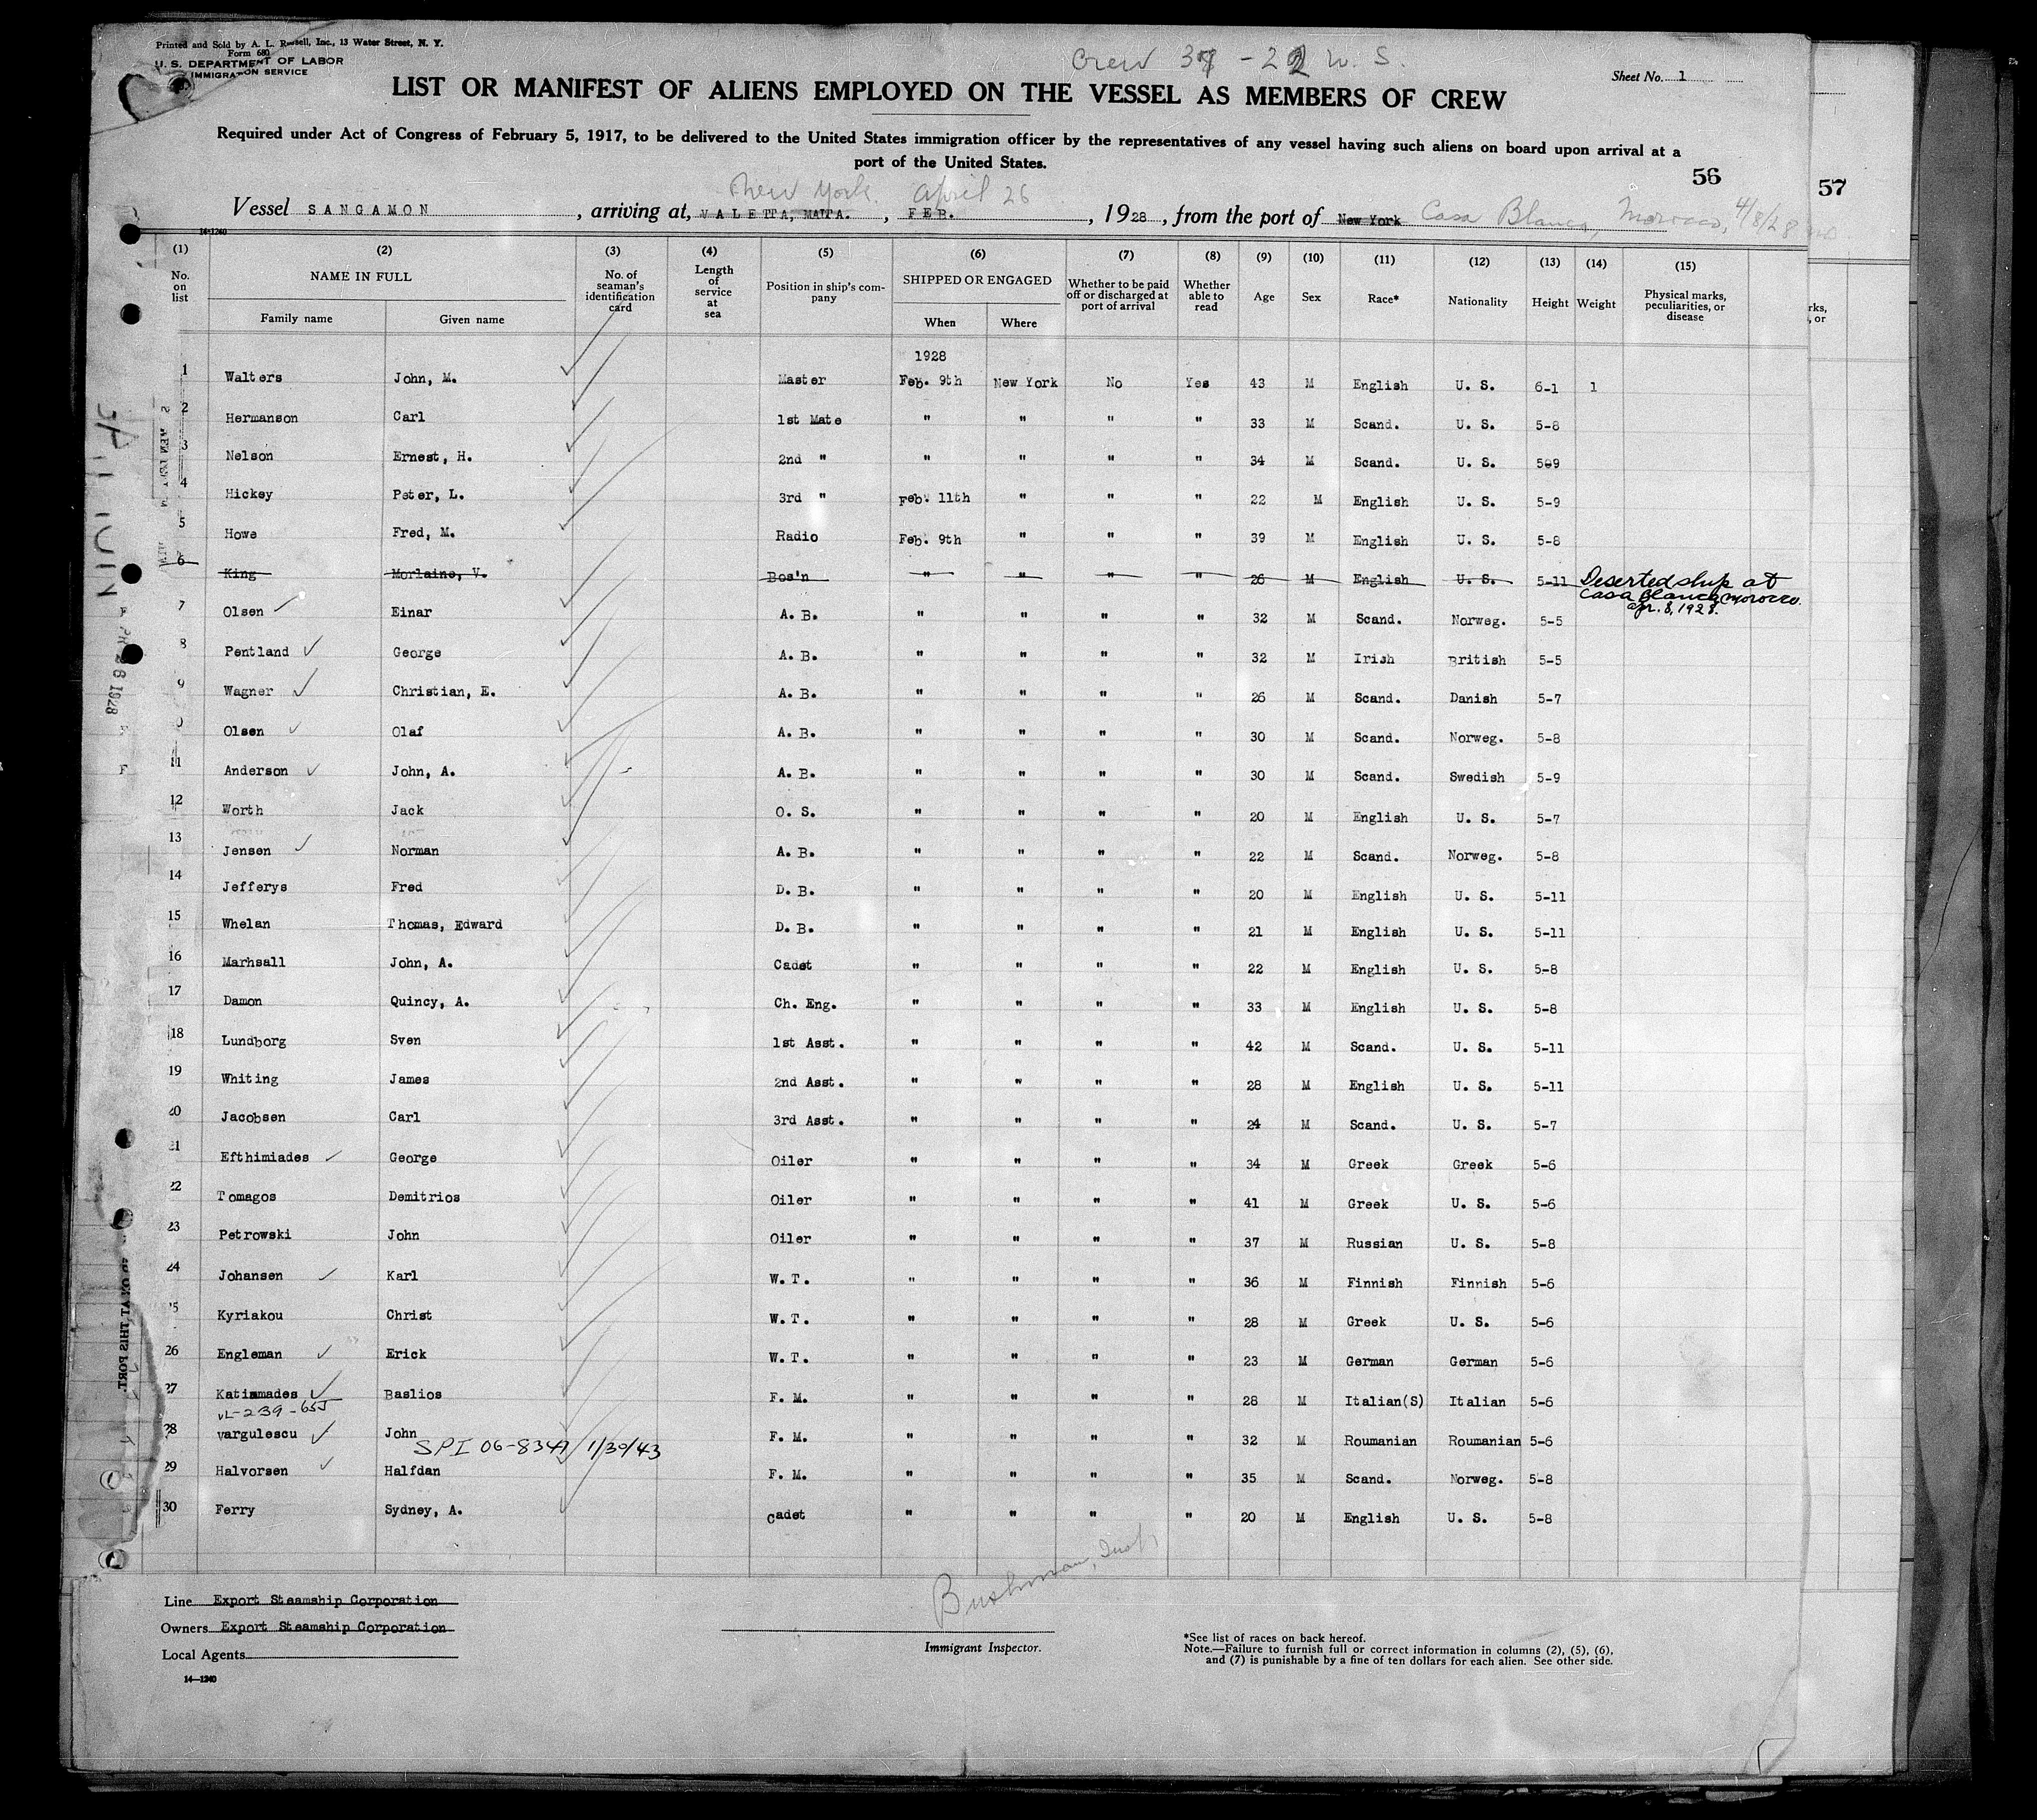 Printed and Sold by A. L. Russell, Inc., 13 Water Street, N. Y.
Form 680
U. S. DEPARTMENT OF LABOR
IMMIGRATION SERVICE
Crew 37 - 22 U. S.
Sheet No. 1
LIST OR MANIFEST OF ALIENS EMPLOYED ON THE VESSEL AS MEMBERS OF CREW
Required under Act of Congress of February 5, 1917, to be delivered to the United States immigration officer by the representatives of any vessel having such aliens on board upon arrival at a
port of the United States.
56
57
New York. April 26
Vessel SANGAMON, arriving at, VALETTA, MALTA., FEB., 1928, from the port of New York Casa Blanca, Morocco, 4/8/28
14-1240
(1) (2) (3) (4) (5) (6) (7) (8) (9) (10) (11) (12) (13) (14) (15)
No. on list NAME IN FULL Family name Given name No. of seaman's identification card Length of service at sea Position in ship's company SHIPPED OR ENGAGED When Where Whether to be paid off or discharged at port of arrival Whether able to read Age Sex Race* Nationality Height Weight Physical marks, peculiarities, or disease
1928
1 Walters John, M. Master Feb. 9th New York No Yes 43 M English U. S. 6-1 1
2 Hermanson Carl 1st Mate " " " " 33 M Scand. U. S. 5-8
3 Nelson Ernest, H. 2nd " " " " " 34 M Scand. U. S. 5-9
4 Hickey Peter, L. 3rd " Feb. 11th " " " 22 M English U. S. 5-9
5 Howe Fred, M. Radio Feb. 9th " " " 39 M English U. S. 5-8
6 King Morlaine, V. Bos'n " " " " 26 M English U. S. 5-11 Deserted ship at
Casa Blanca Morocco.
apr. 8, 1928.
7 Olsen Einar A. B. " " " " 32 M Scand. Norweg. 5-5
8 Pentland George A. B. " " " " 32 M Irish British 5-5
9 Wagner Christian, E. A. B. " " " " 26 M Scand. Danish 5-7
0 Olsen Olaf A. B. " " " " 30 M Scand. Norweg. 5-8
11 Anderson John, A. A. B. " " " " 30 M Scand. Swedish 5-9
12 Worth Jack O. S. " " " " 20 M English U. S. 5-7
13 Jensen Norman A. B. " " " " 22 M Scand. Norweg. 5-8
14 Jefferys Fred D. B. " " " " 20 M English U. S. 5-11
15 Whelan Thomas, Edward D. B. " " " " 21 M English U. S. 5-11
16 Marhsall John, A. Cadet " " " " 22 M English U. S. 5-8
17 Damon Quincy, A. Ch. Eng. " " " " 33 M English U. S. 5-8
18 Lundborg Sven 1st Asst. " " " " 42 M Scand. U. S. 5-11
19 Whiting James 2nd Asst. " " " " 28 M English U. S. 5-11
20 Jacobsen Carl 3rd Asst. " " " " 24 M Scand. U. S. 5-7
21 Efthimiades George Oiler " " " " 34 M Greek Greek 5-6
22 Tomagos Demitrios Oiler " " " " 41 M Greek U. S. 5-6
23 Petrowski John Oiler " " " " 37 M Russian U. S. 5-8
24 Johansen Karl W. T. " " " " 36 M Finnish Finnish 5-6
25 Kyriakou Christ W. T. " " " " 28 M Greek U. S. 5-6
26 Engleman Erick W. T. " " " " 23 M German German 5-6
27 Katimmades Baslios F. M. " " " " 28 M Italian(S) Italian 5-6
VL-239-65J
28 Vargulescu John F. M. " " " " 32 M Roumanian Roumanian 5-6
SPI 06-8347 1/30/43
29 Halvorsen Halfdan F. M. " " " " 35 M Scand. Norweg. 5-8
30 Ferry Sydney, A. Cadet " " " " 20 M English U. S. 5-8
Line Export Steamship Corporation
Owners Export Steamship Corporation
Local Agents
14-1240
Bushman, Insp.
Immigrant Inspector.
*See list of races on back hereof.
Note.—Failure to furnish full or correct information in columns (2), (5), (6),
and (7) is punishable by a fine of ten dollars for each alien. See other side.